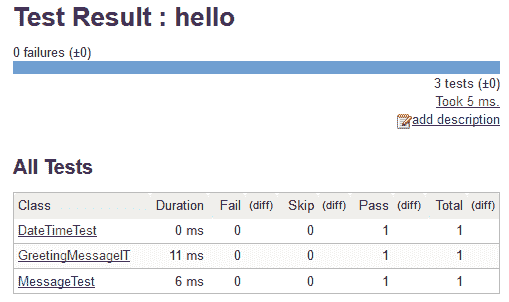 Test Result : hello
0 failures (±0)
3 tests (±0)
Took 5 ms.
add description
All Tests
Class Duration Fail (diff) Skip (diff) Pass (diff) Total (diff)
DateTimeTest 0 ms 0 0 1 1
GreetingMessageIT 11 ms 0 0 1 1
MessageTest 6 ms 0 0 1 1